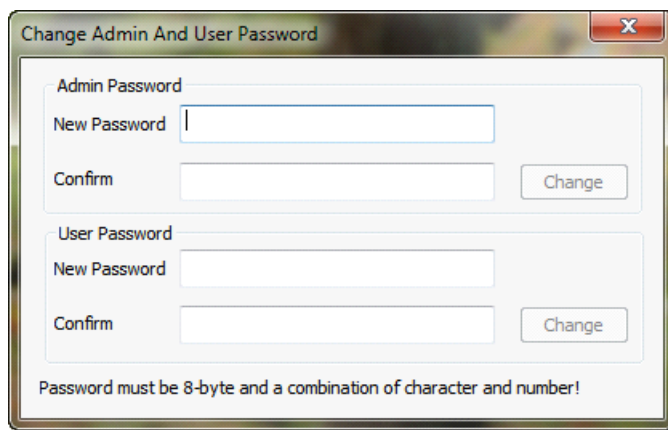 Change Admin And User Password
X
Admin Password
New Password
Confirm
Change
User Password
New Password
Confirm
Change
Password must be 8-byte and a combination of character and number!